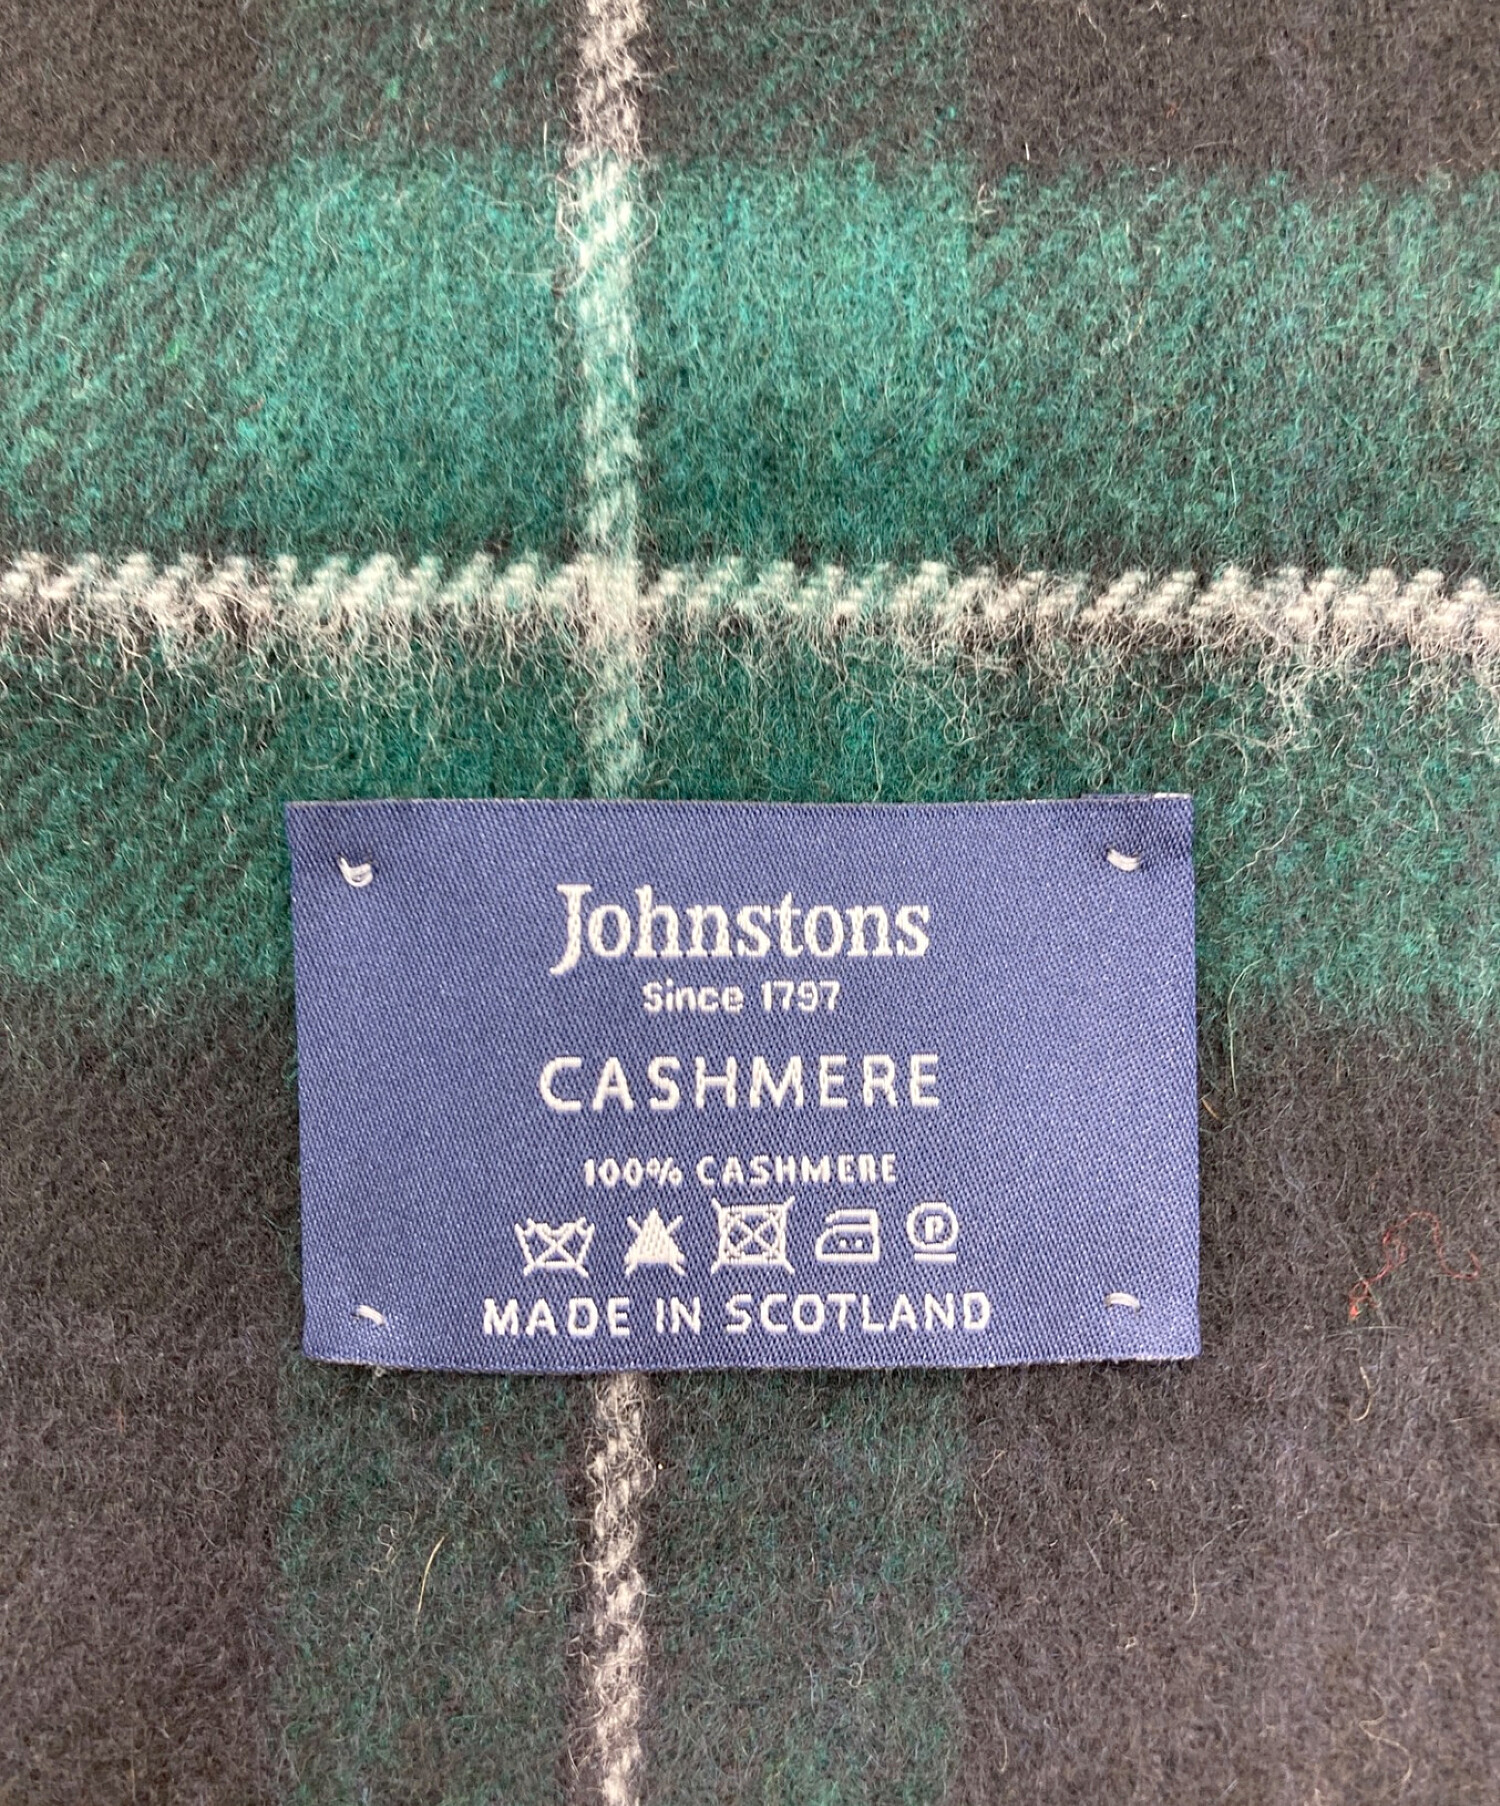 Johnstons
Since 1797
CASHMERE
100% CASHMERE
P
MADE IN SCOTLAND